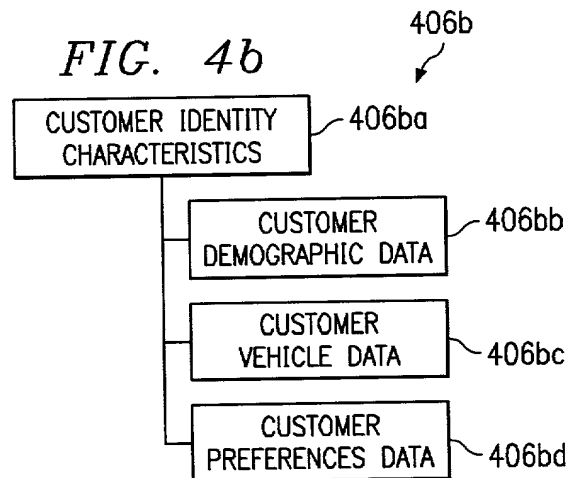 406b
FIG. 4b
CUSTOMER IDENTITY
CHARACTERISTICS
406ba
CUSTOMER
DEMOGRAPHIC DATA
406bb
CUSTOMER
VEHICLE DATA
406bc
CUSTOMER
PREFERENCES DATA
406bd